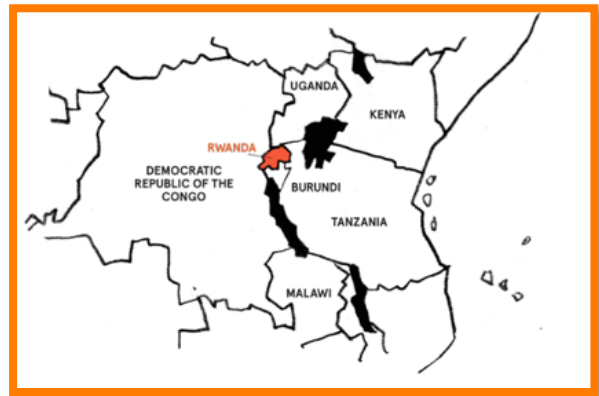 UGANDA
KENYA
RWANDA
DEMOCRATIC
REPUBLIC OF THE
CONGO
BURUNDI
TANZANIA
MALAWI